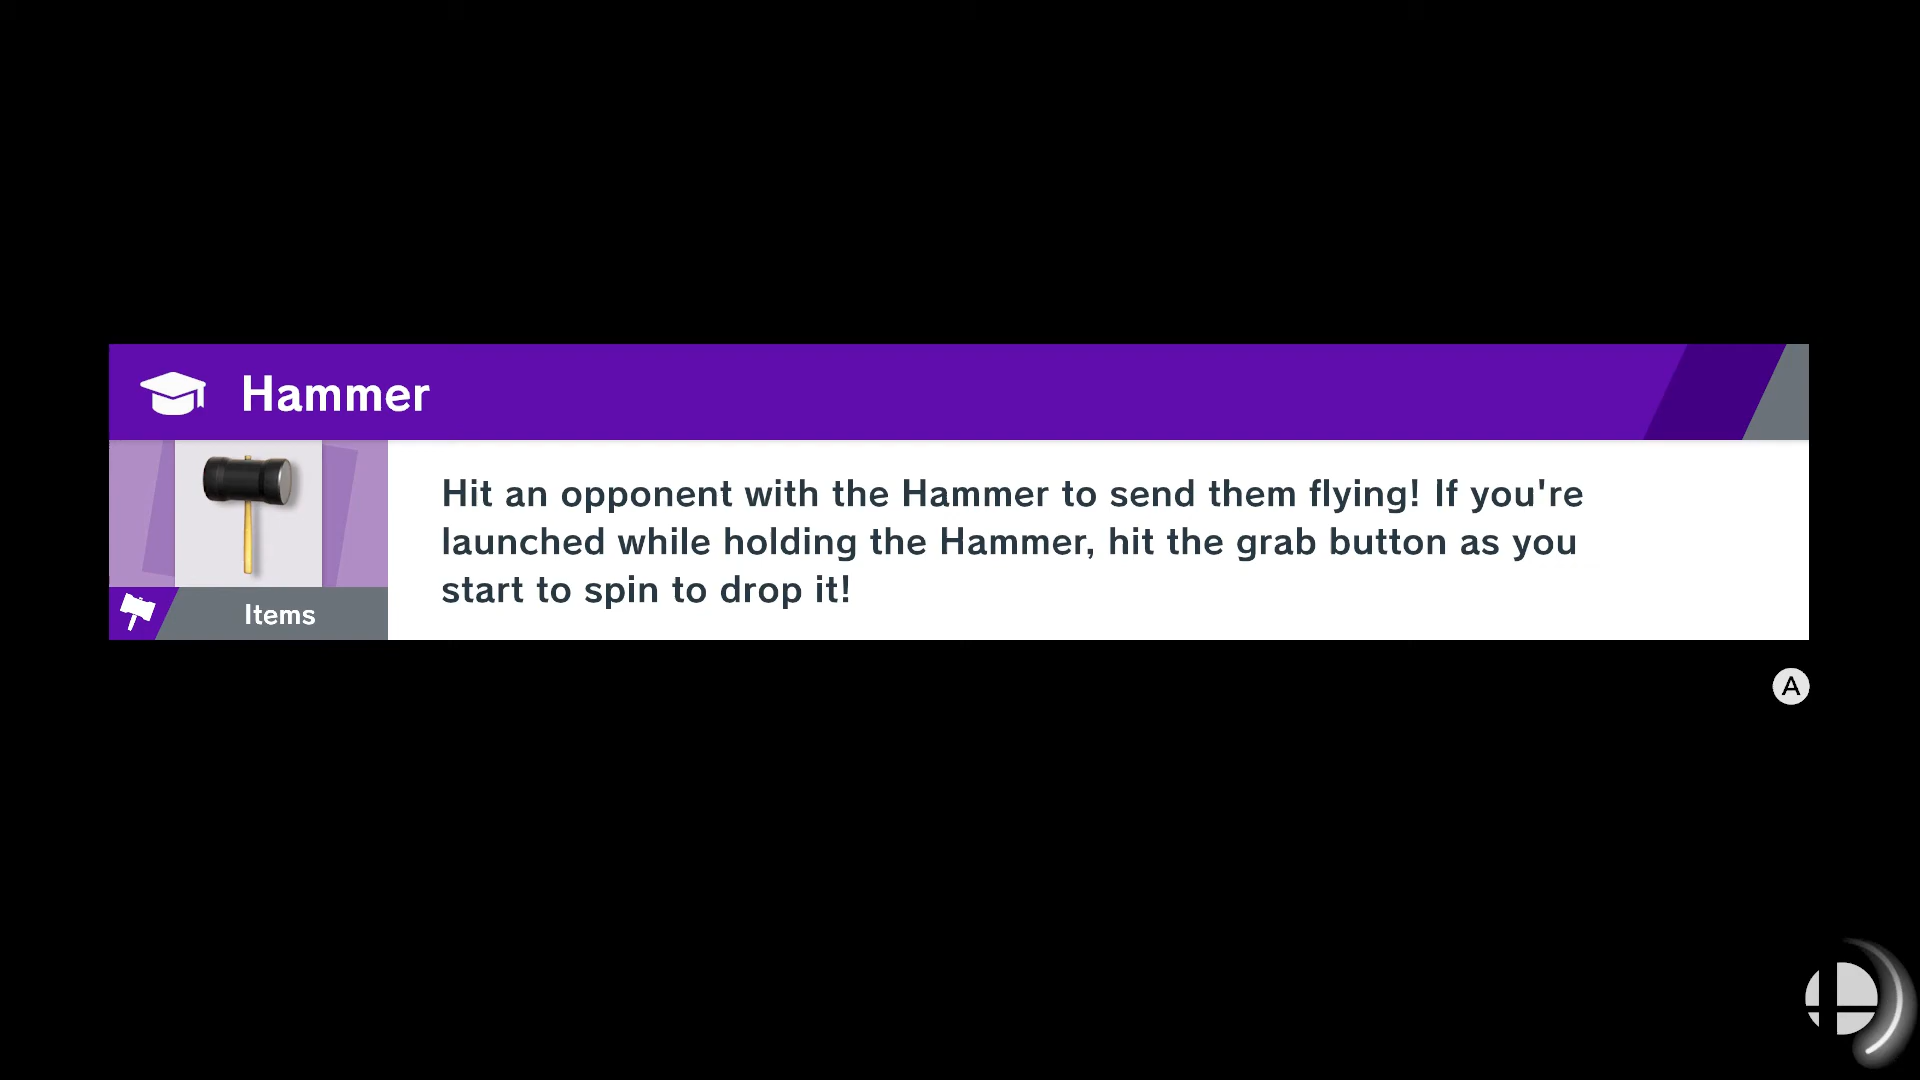 Hammer
Hit an opponent with the Hammer to send them flying! If you're
launched while holding the Hammer, hit the grab button as you
start to spin to drop it!
Items
A